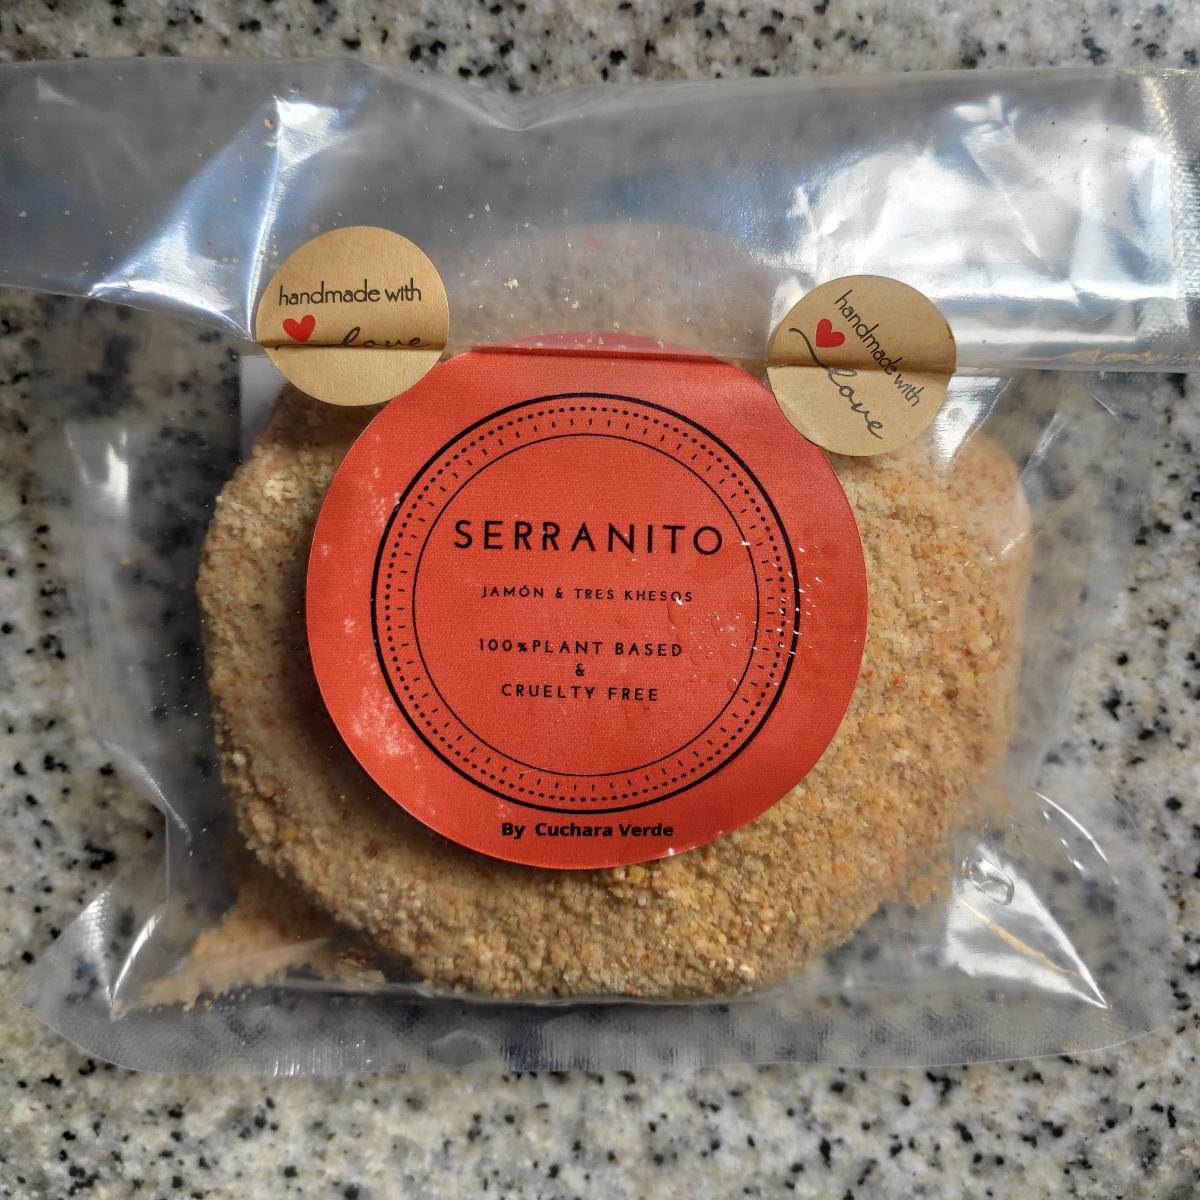 handmade with
love
handmade with
love
SERRANITO
JAMÓN & TRES KHESOS
100%PLANT BASED
&
CRUELTY FREE
By Cuchara Verde